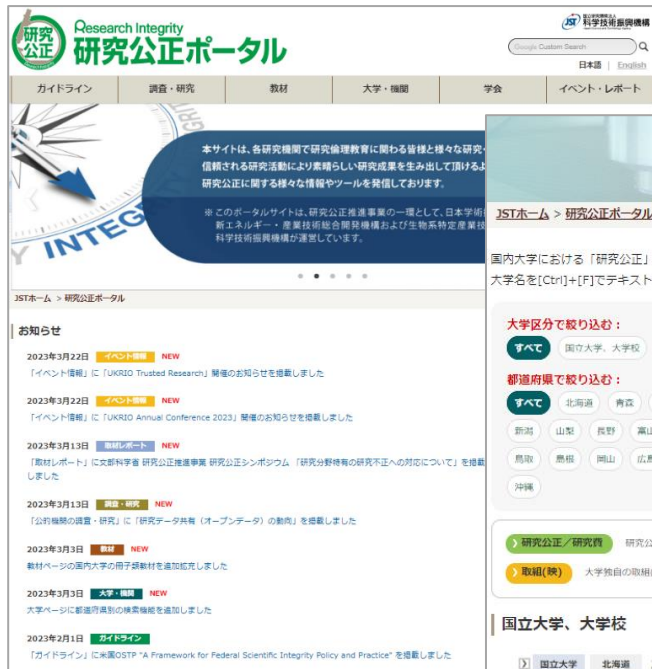 研究公正
Research Integrity
研究公正ポータル
JST 国立研究開発法人 科学技術振興機構
Google Custom Search
日本語 | English
ガイドライン 調査・研究 教材 大学・機関 学会 イベント・レポート
本サイトは、各研究機関で研究倫理教育に関わる皆様と様々な研究
信頼される研究活動により素晴らしい研究成果を生み出して頂けるよ
研究公正に関する様々な情報やツールを発信しております。
※このポータルサイトは、研究公正推進事業の一環として、日本学術
新エネルギー・産業技術総合開発機構および生物系特定産業技
科学技術振興機構が運営しています。
INTEG
JSTホーム > 研究公正ポータル
お知らせ
2023年3月22日 イベント情報 NEW
「イベント情報」に「UKRIO Trusted Research」開催のお知らせを掲載しました
2023年3月22日 イベント情報 NEW
「イベント情報」に「UKRIO Annual Conference 2023」開催のお知らせを掲載しました
2023年3月13日 取材レポート NEW
「取材レポート」に文部科学省 研究公正推進事業 研究公正シンポジウム 「研究分野特有の研究不正への対応について」を掲載
しました
2023年3月13日 調査・研究 NEW
「公的機関の調査・研究」に「研究データ共有（オープンデータ）の動向」を掲載しました
2023年3月3日 教材 NEW
教材ページの国内大学の冊子類教材を追加拡充しました
2023年3月3日 大学・機関 NEW
大学ページに都道府県別の検索機能を追加しました
2023年2月1日 ガイドライン
「ガイドライン」に米国OSTP "A Framework for Federal Scientific Integrity Policy and Practice" を掲載しました
JSTホーム > 研究公正ポータル
国内大学における「研究公正」
大学名を[Ctrl]+[F]でテキスト
大学区分で絞り込む：
すべて 国立大学、大学校
都道府県で絞り込む：
すべて 北海道 青森
新潟 山梨 長野 富山
鳥取 島根 岡山 広島
沖縄
研究公正／研究費 研究公
取組(映) 大学独自の取組
国立大学、大学校
国立大学 北海道